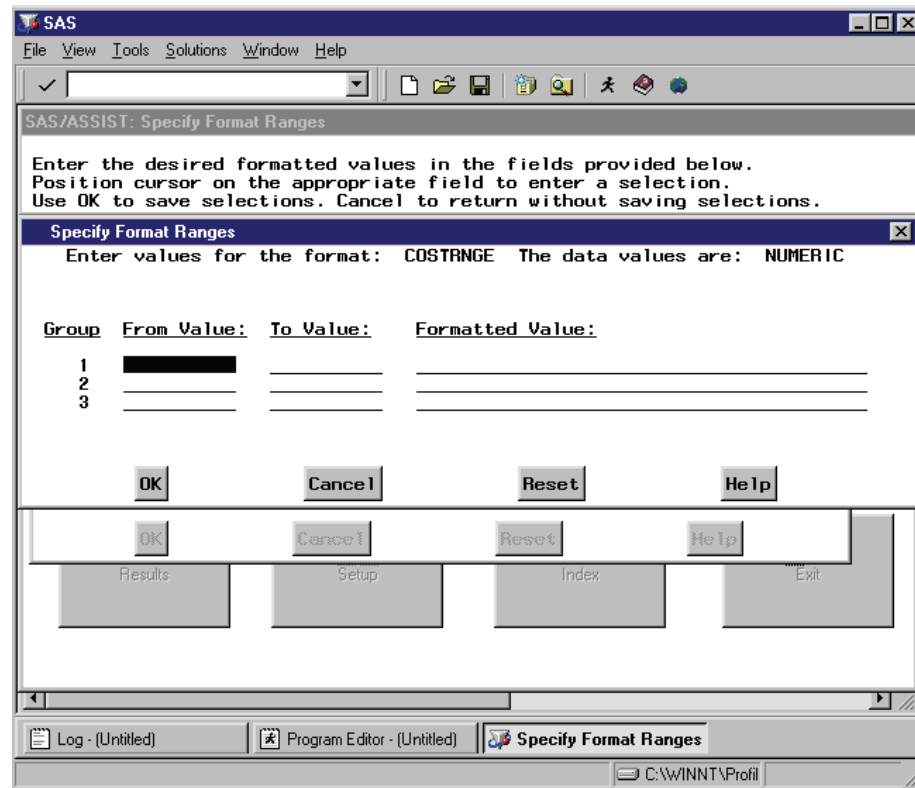 SAS
File View Tools Solutions Window Help
SAS/ASSIST: Specify Format Ranges
Enter the desired formatted values in the fields provided below.
Position cursor on the appropriate field to enter a selection.
Use OK to save selections. Cancel to return without saving selections.
Specify Format Ranges
Enter values for the format: COSTRNGE The data values are: NUMERIC
Group From Value: To Value: Formatted Value:
1
2
3
OK Cancel Reset Help
OK Cancel Reset Help
Results Setup Index Exit
Log - (Untitled) Program Editor - (Untitled) Specify Format Ranges
C:\WINNT\Profil